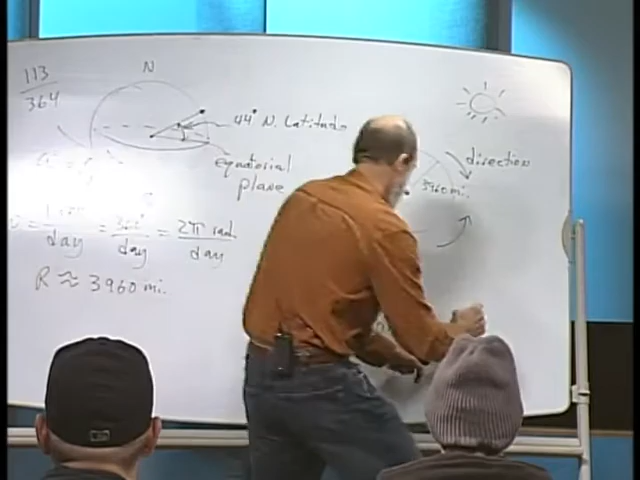 113
364
N
44° N. Latitude
equatorial
plane
direction
3960 mi.
day = 360° / day = 2π rad / day
R ≈ 3960 mi.